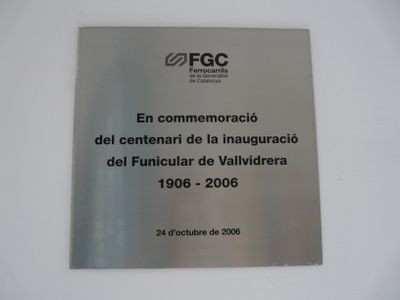 FGC
Ferrocarrils
de la Generalitat
de Catalunya
En commemoració
del centenari de la inauguració
del Funicular de Vallvidrera
1906 - 2006
24 d'octubre de 2006